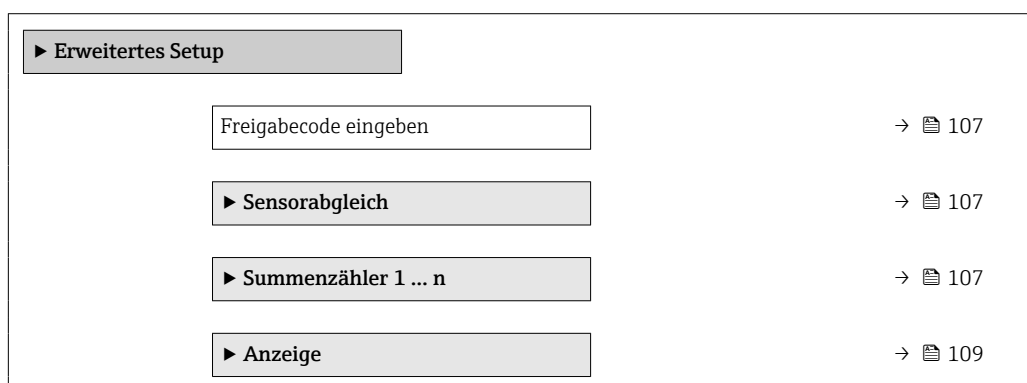 ▶ Erweitertes Setup
Freigabecode eingeben → 107
▶ Sensorabgleich → 107
▶ Summenzähler 1 … n → 107
▶ Anzeige → 109